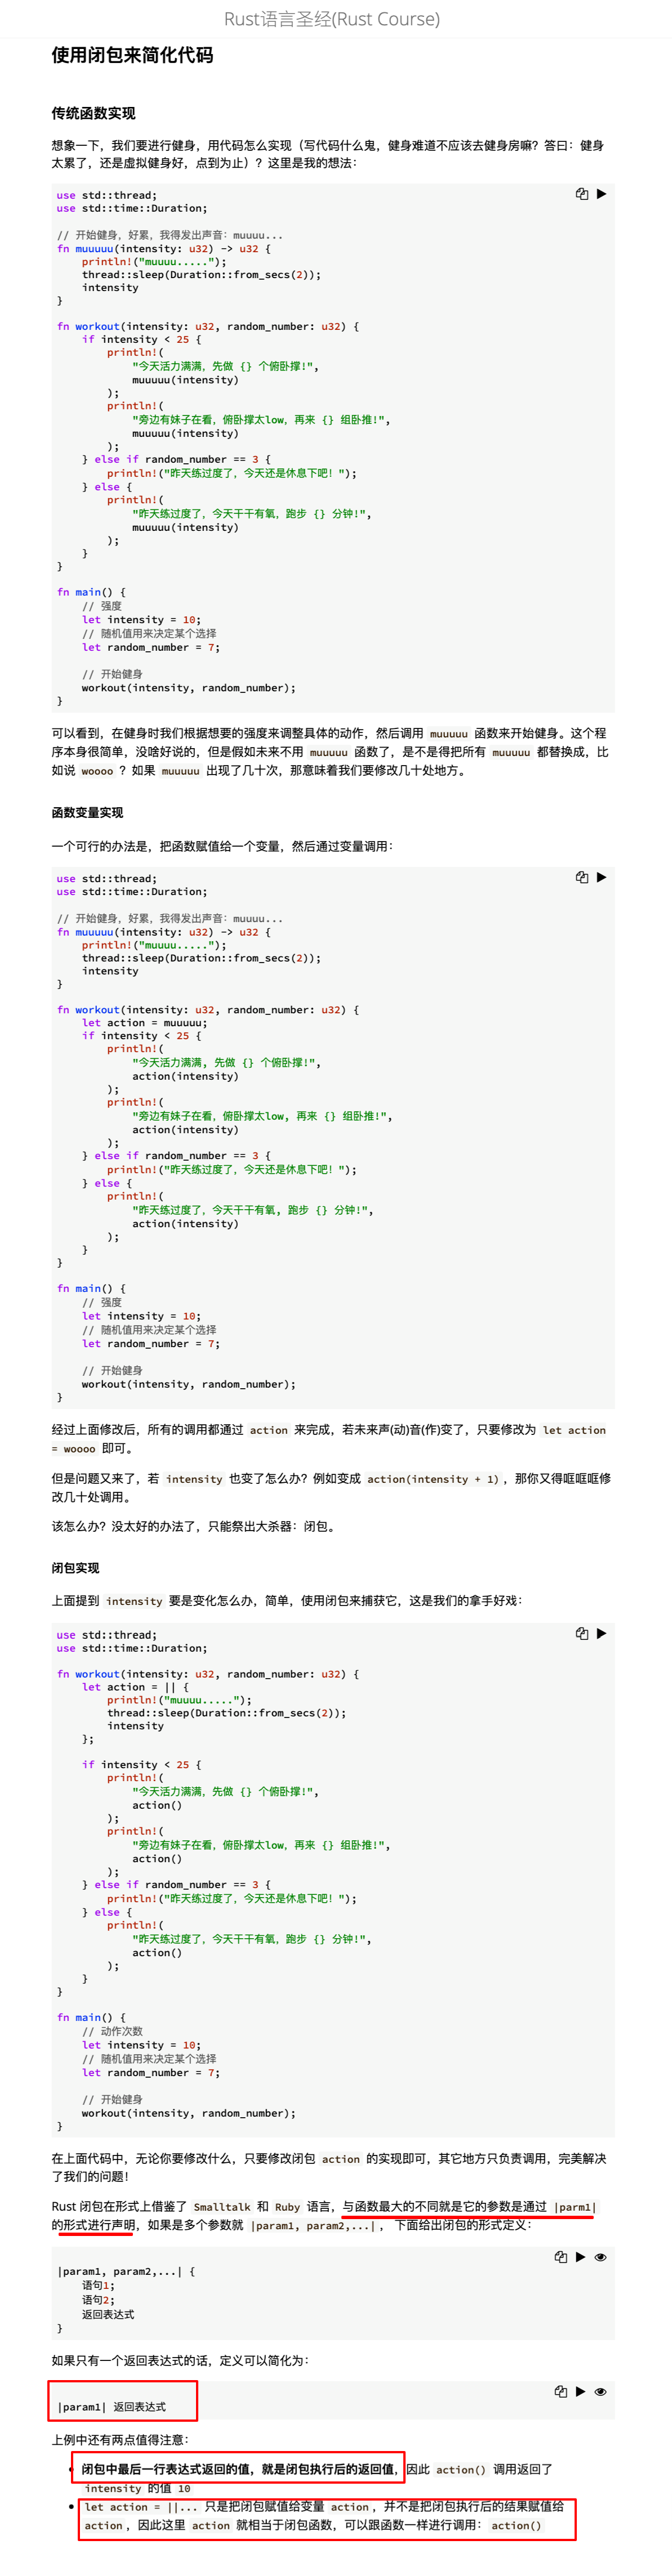 Rust语言圣经(Rust Course)
使用闭包来简化代码
传统函数实现
想象一下，我们要进行健身，用代码怎么实现（写代码什么鬼，健身难道不应该去健身房嘛？答曰：健身
太累了，还是虚拟健身好，点到为止）？这里是我的想法：
use std::thread;
use std::time::Duration;
// 开始健身，好累，我得发出声音：muuuu...
fn muuuuu(intensity: u32) -> u32 {
    println!("muuuu.....");
    thread::sleep(Duration::from_secs(2));
    intensity
}
fn workout(intensity: u32, random_number: u32) {
    if intensity < 25 {
        println!(
            "今天活力满满，先做 {} 个俯卧撑!",
            muuuuu(intensity)
        );
        println!(
            "旁边有妹子在看，俯卧撑太low，再来 {} 组卧推!",
            muuuuu(intensity)
        );
    } else if random_number == 3 {
        println!("昨天练过度了，今天还是休息下吧！");
    } else {
        println!(
            "昨天练过度了，今天干干有氧，跑步 {} 分钟!",
            muuuuu(intensity)
        );
    }
}
fn main() {
    // 强度
    let intensity = 10;
    // 随机值用来决定某个选择
    let random_number = 7;
    // 开始健身
    workout(intensity, random_number);
}
可以看到，在健身时我们根据想要的强度来调整具体的动作，然后调用 muuuuu 函数来开始健身。这个程
序本身很简单，没啥好说的，但是假如未来不用 muuuuu 函数了，是不是得把所有 muuuuu 都替换成，比
如说 woooo ？如果 muuuuu 出现了几十次，那意味着我们要修改几十处地方。
函数变量实现
一个可行的办法是，把函数赋值给一个变量，然后通过变量调用：
use std::thread;
use std::time::Duration;
// 开始健身，好累，我得发出声音：muuuu...
fn muuuuu(intensity: u32) -> u32 {
    println!("muuuu.....");
    thread::sleep(Duration::from_secs(2));
    intensity
}
fn workout(intensity: u32, random_number: u32) {
    let action = muuuuu;
    if intensity < 25 {
        println!(
            "今天活力满满, 先做 {} 个俯卧撑!",
            action(intensity)
        );
        println!(
            "旁边有妹子在看，俯卧撑太low, 再来 {} 组卧推!",
            action(intensity)
        );
    } else if random_number == 3 {
        println!("昨天练过度了，今天还是休息下吧！");
    } else {
        println!(
            "昨天练过度了，今天干干有氧, 跑步 {} 分钟!",
            action(intensity)
        );
    }
}
fn main() {
    // 强度
    let intensity = 10;
    // 随机值用来决定某个选择
    let random_number = 7;
    // 开始健身
    workout(intensity, random_number);
}
经过上面修改后，所有的调用都通过 action 来完成，若未来声(动)音(作)变了，只要修改为 let action
= woooo 即可。
但是问题又来了，若 intensity 也变了怎么办？例如变成 action(intensity + 1)，那你又得哐哐哐修
改几十处调用。
该怎么办？没太好的办法了，只能祭出大杀器：闭包。
闭包实现
上面提到 intensity 要是变化怎么办，简单，使用闭包来捕获它，这是我们的拿手好戏：
use std::thread;
use std::time::Duration;
fn workout(intensity: u32, random_number: u32) {
    let action = || {
        println!("muuuu.....");
        thread::sleep(Duration::from_secs(2));
        intensity
    };
    if intensity < 25 {
        println!(
            "今天活力满满，先做 {} 个俯卧撑!",
            action()
        );
        println!(
            "旁边有妹子在看，俯卧撑太low，再来 {} 组卧推!",
            action()
        );
    } else if random_number == 3 {
        println!("昨天练过度了，今天还是休息下吧！");
    } else {
        println!(
            "昨天练过度了，今天干干有氧，跑步 {} 分钟!",
            action()
        );
    }
}
fn main() {
    // 动作次数
    let intensity = 10;
    // 随机值用来决定某个选择
    let random_number = 7;
    // 开始健身
    workout(intensity, random_number);
}
在上面代码中，无论你要修改什么，只要修改闭包 action 的实现即可，其它地方只负责调用，完美解决
了我们的问题！
Rust 闭包在形式上借鉴了 Smalltalk 和 Ruby 语言，与函数最大的不同就是它的参数是通过 |parm1|
的形式进行声明，如果是多个参数就 |param1, param2,...|， 下面给出闭包的形式定义：
|param1, param2,...| {
    语句1;
    语句2;
    返回表达式
}
如果只有一个返回表达式的话，定义可以简化为：
|param1| 返回表达式
上例中还有两点值得注意：
• 闭包中最后一行表达式返回的值，就是闭包执行后的返回值，因此 action() 调用返回了
intensity 的值 10
• let action = ||... 只是把闭包赋值给变量 action，并不是把闭包执行后的结果赋值给
action，因此这里 action 就相当于闭包函数，可以跟函数一样进行调用：action()